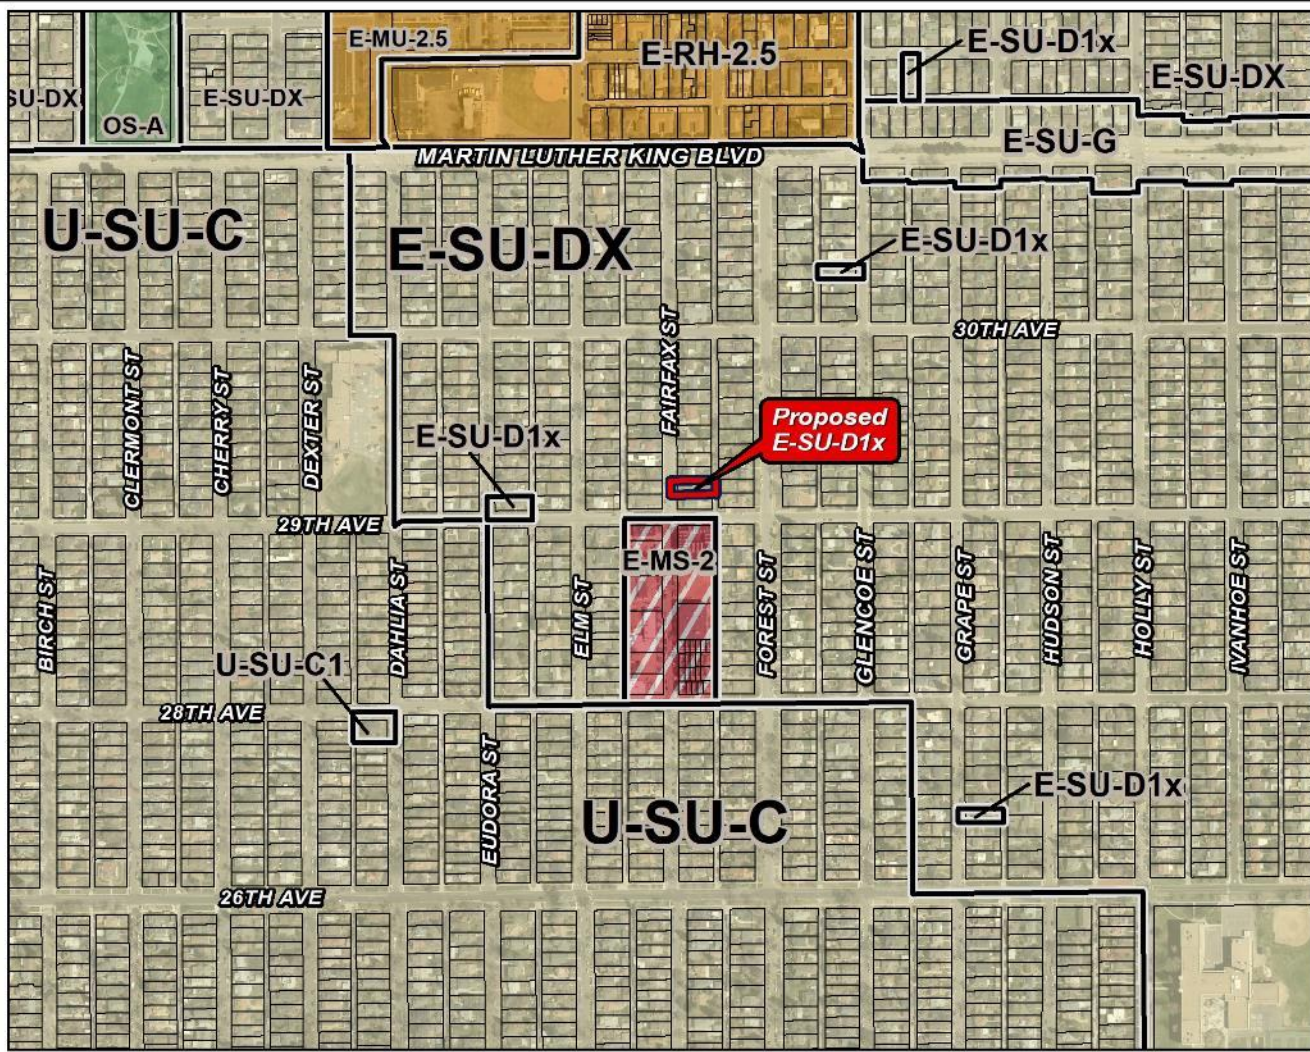 E-MU-2.5
E-RH-2.5
E-SU-D1x
E-SU-DX
SU-DX
E-SU-DX
OS-A
E-SU-G
MARTIN LUTHER KING BLVD
U-SU-C
E-SU-DX
E-SU-D1x
30TH AVE
FAIRFAX ST
CLERMONT ST
CHERRY ST
DEXTER ST
Proposed
E-SU-D1x
E-SU-D1x
29TH AVE
E-MS-2
BIRCH ST
DAHLIA ST
ELM ST
FOREST ST
GLENCOE ST
GRAPE ST
HUDSON ST
HOLLY ST
IVANHOE ST
U-SU-C1
28TH AVE
EUDORA ST
U-SU-C
E-SU-D1x
26TH AVE